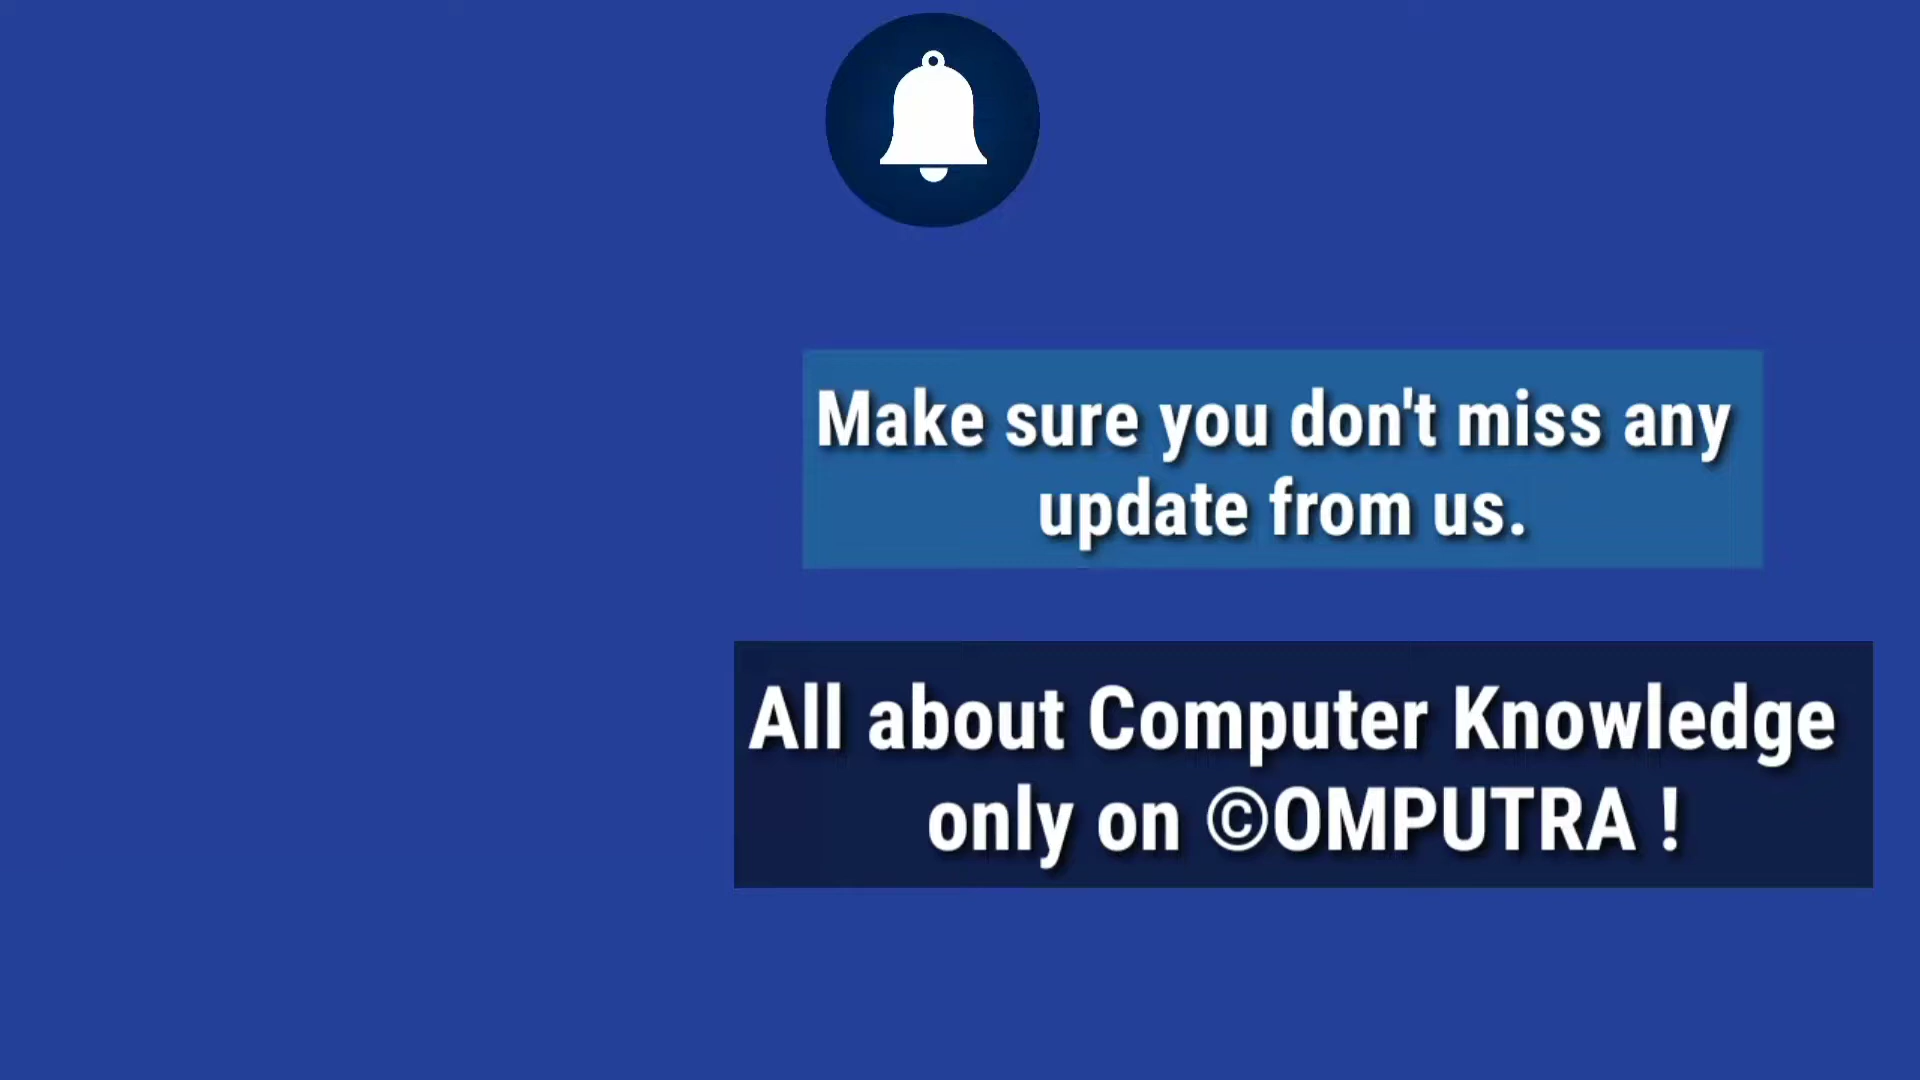 Make sure you don't miss any
update from us.
All about Computer Knowledge
only on ©OMPUTRA !